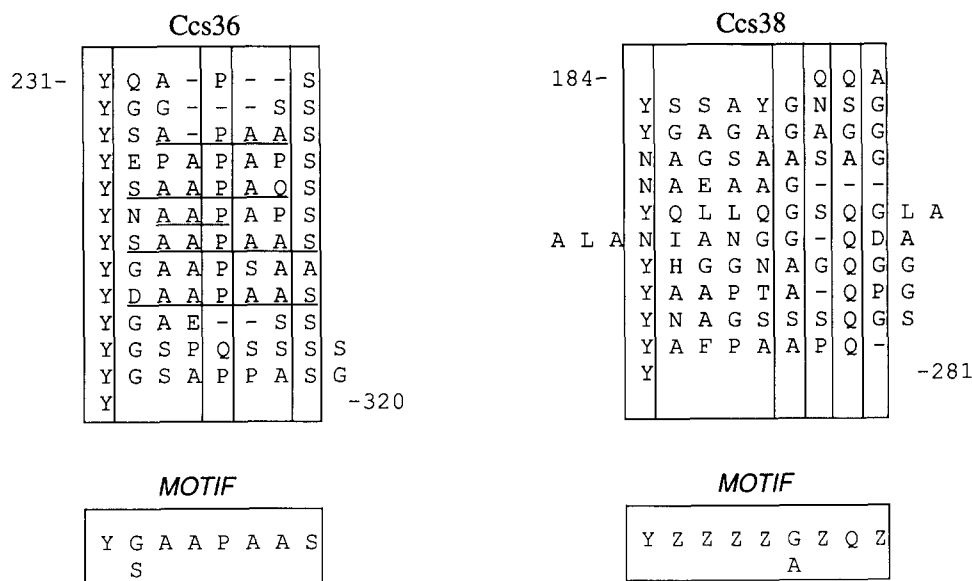 Ccs36
231- Y Q A - P - - S
Y G G - - - S S
Y S A - P A A S
Y E P A P A P S
Y S A A P A Q S
Y N A A P A P S
Y S A A P A A S
Y G A A P S A A
Y D A A P A A S
Y G A E - - S S
Y G S P Q S S S S
Y G S A P P A S G
Y -320
MOTIF
Y G A A P A A S
S
Ccs38
184- Q Q A
Y S S A Y G N S G
Y G A G A G A G G
N A G S A A S A G
N A E A A G - - -
Y Q L L Q G S Q G L A
A L A N I A N G G - Q D A
Y H G G N A G Q G G
Y A A P T A - Q P G
Y N A G S S S Q G S
Y A F P A A P Q -
Y -281
MOTIF
Y Z Z Z Z G Z Q Z
A